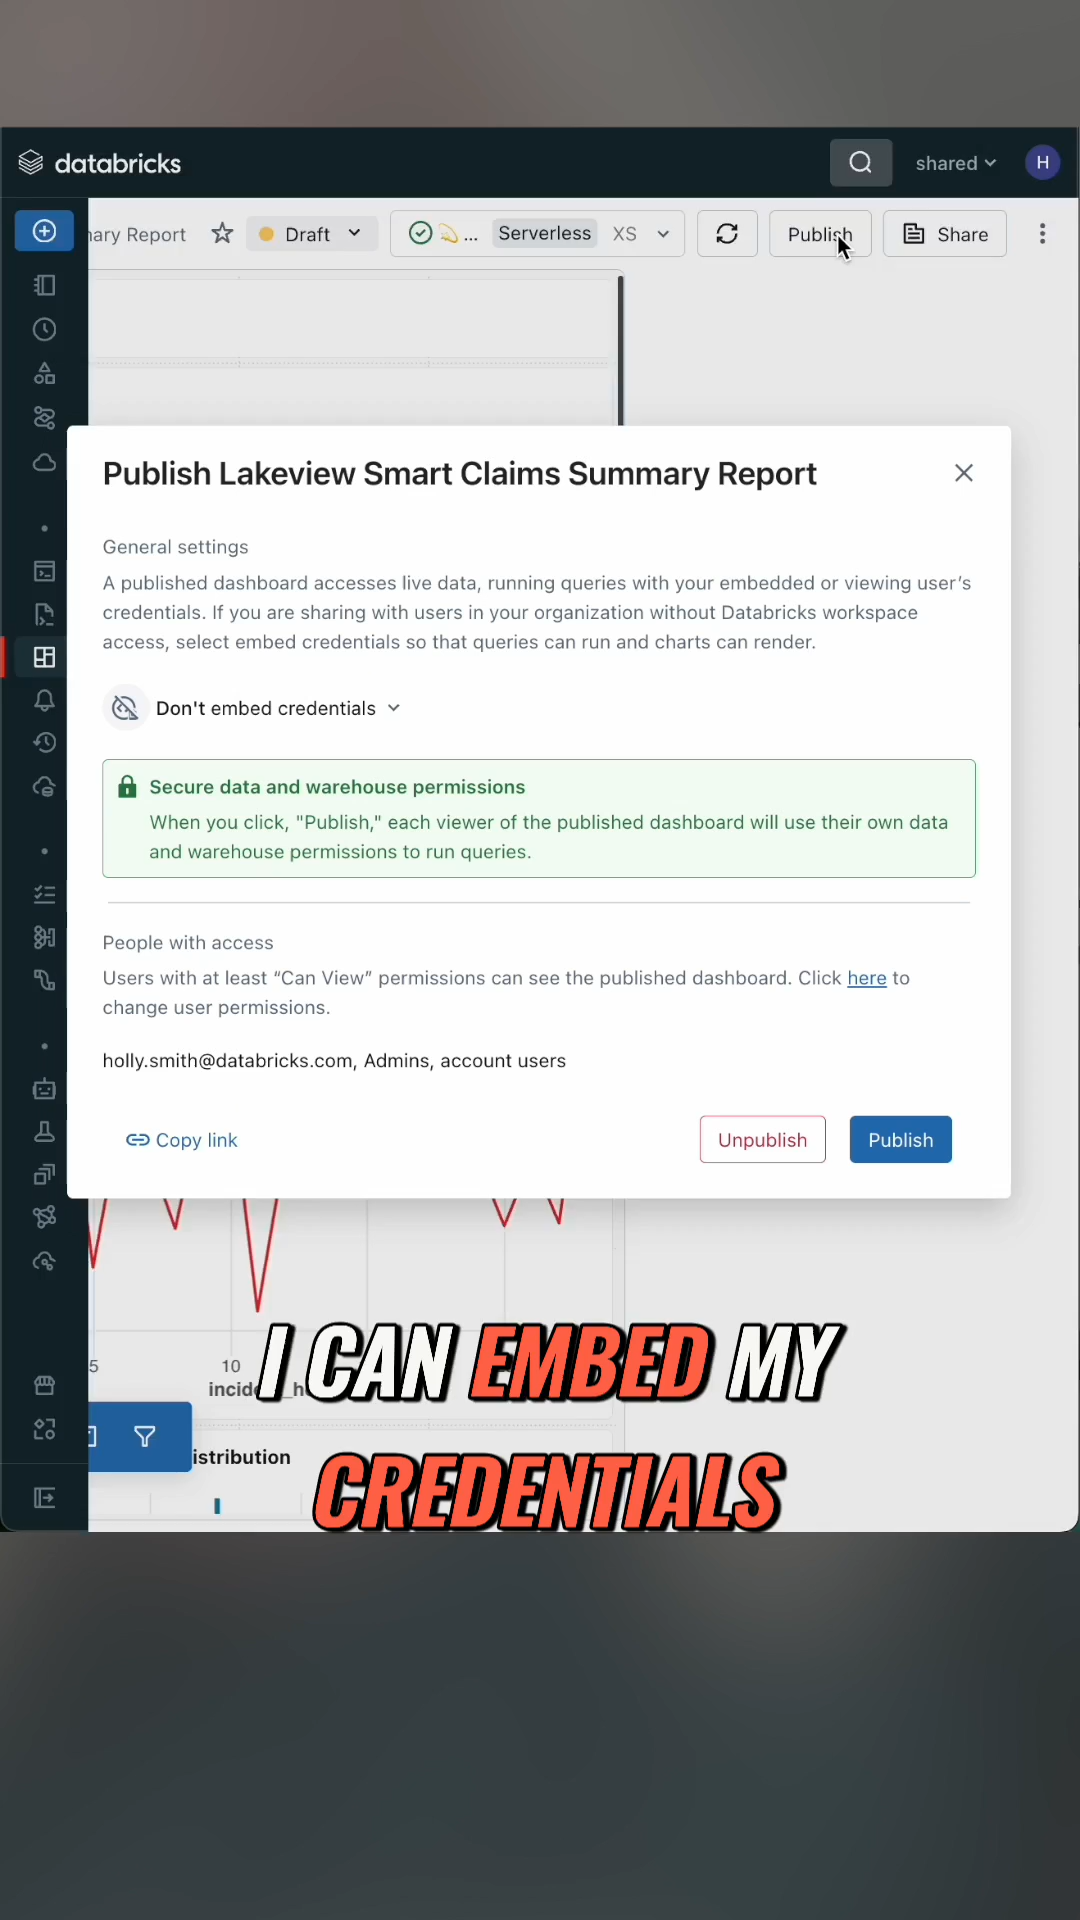 databricks
shared
H
nary Report
Draft
...
Serverless
XS
Publish
Share
Publish Lakeview Smart Claims Summary Report
General settings
A published dashboard accesses live data, running queries with your embedded or viewing user's
credentials. If you are sharing with users in your organization without Databricks workspace
access, select embed credentials so that queries can run and charts can render.
Don't embed credentials
Secure data and warehouse permissions
When you click, "Publish," each viewer of the published dashboard will use their own data
and warehouse permissions to run queries.
People with access
Users with at least “Can View” permissions can see the published dashboard. Click here to
change user permissions.
holly.smith@databricks.com, Admins, account users
Copy link
Unpublish
Publish
5
10
I CAN EMBED MY
istribution
CREDENTIALS